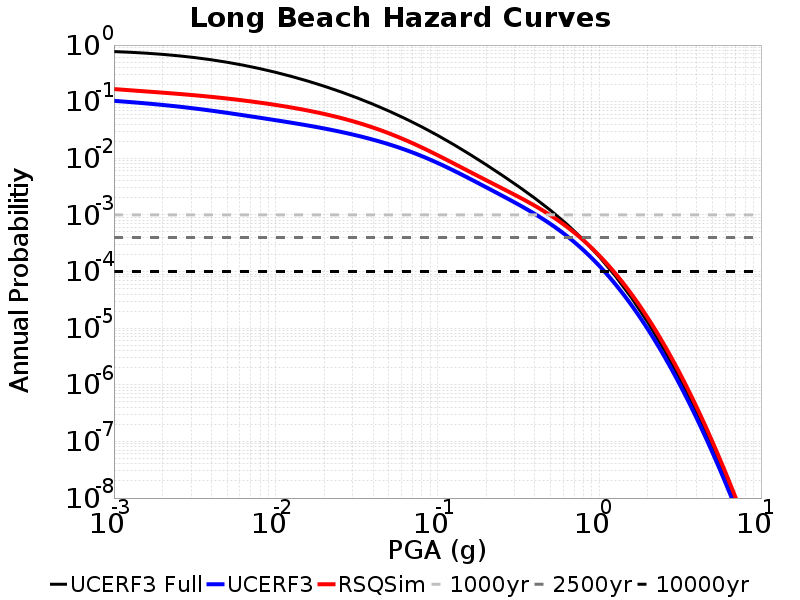 Long Beach Hazard Curves
Annual Probabilitiy
10^0
10^-1
10^-2
10^-3
10^-4
10^-5
10^-6
10^-7
10^-8
10^-3 10^-2 10^-1 10^0 10^1
PGA (g)
UCERF3 Full UCERF3 RSQSim 1000yr 2500yr 10000yr